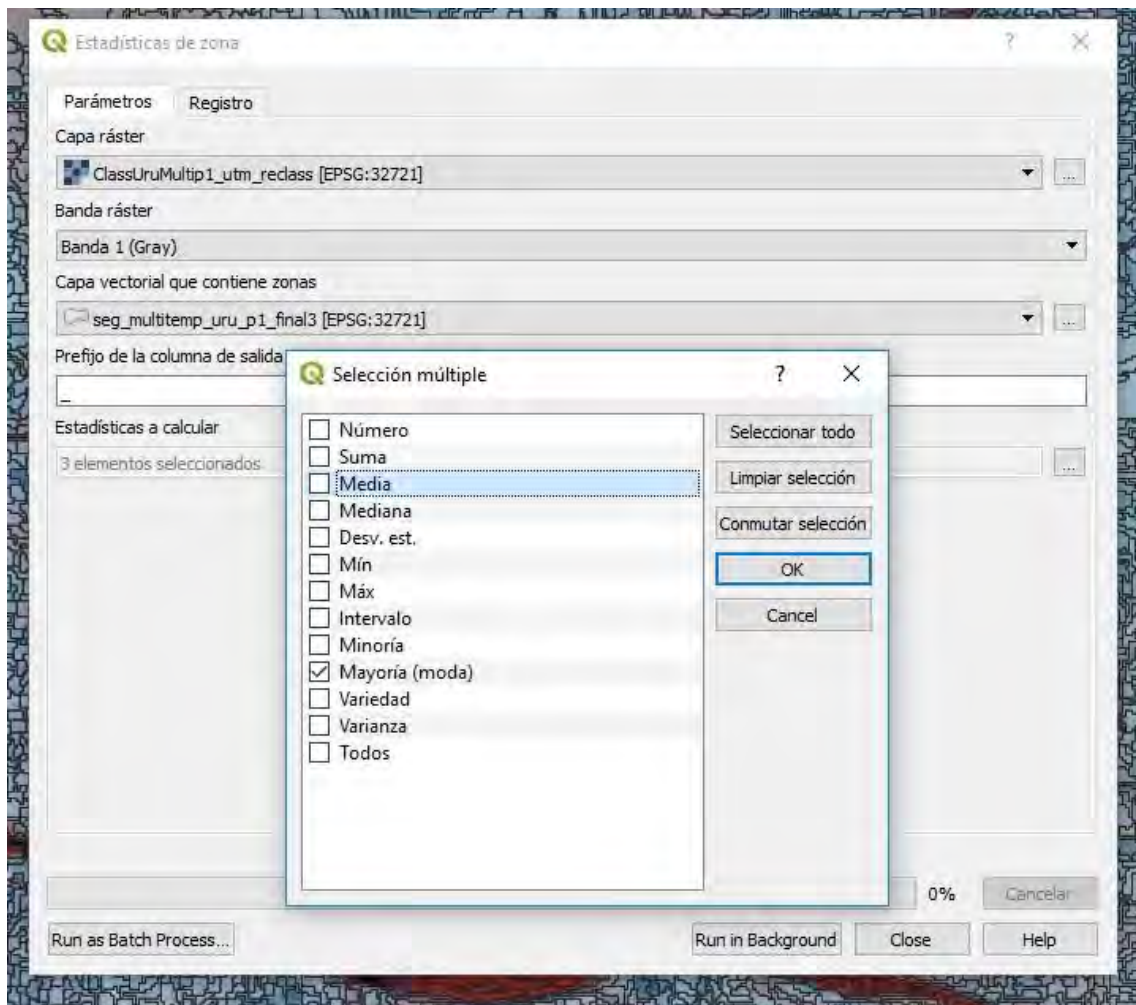 Estadísticas de zona
?
Parámetros Registro
Capa ráster
ClassUruMultip1_utm_reclass [EPSG:32721]
...
Banda ráster
Banda 1 (Gray)
Capa vectorial que contiene zonas
seg_multitemp_uru_p1_final3 [EPSG:32721]
...
Prefijo de la columna de salida
_
Estadísticas a calcular
3 elementos seleccionados
...
Selección múltiple
?
Número
Suma
Media
Mediana
Desv. est.
Mín
Máx
Intervalo
Minoría
Mayoría (moda)
Variedad
Varianza
Todos
Seleccionar todo
Limpiar selección
Conmutar selección
OK
Cancel
0%
Cancelar
Run as Batch Process...
Run in Background
Close
Help